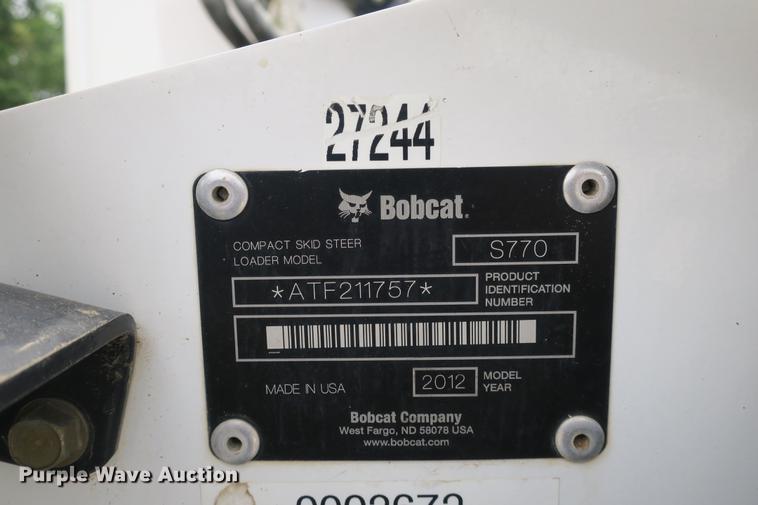 27244
Bobcat
COMPACT SKID STEER
LOADER MODEL
S770
*ATF211757*
PRODUCT
IDENTIFICATION
NUMBER
MADE IN USA
2012
MODEL
YEAR
Bobcat Company
West Fargo, ND 58078 USA
www.bobcat.com
Purple Wave Auction